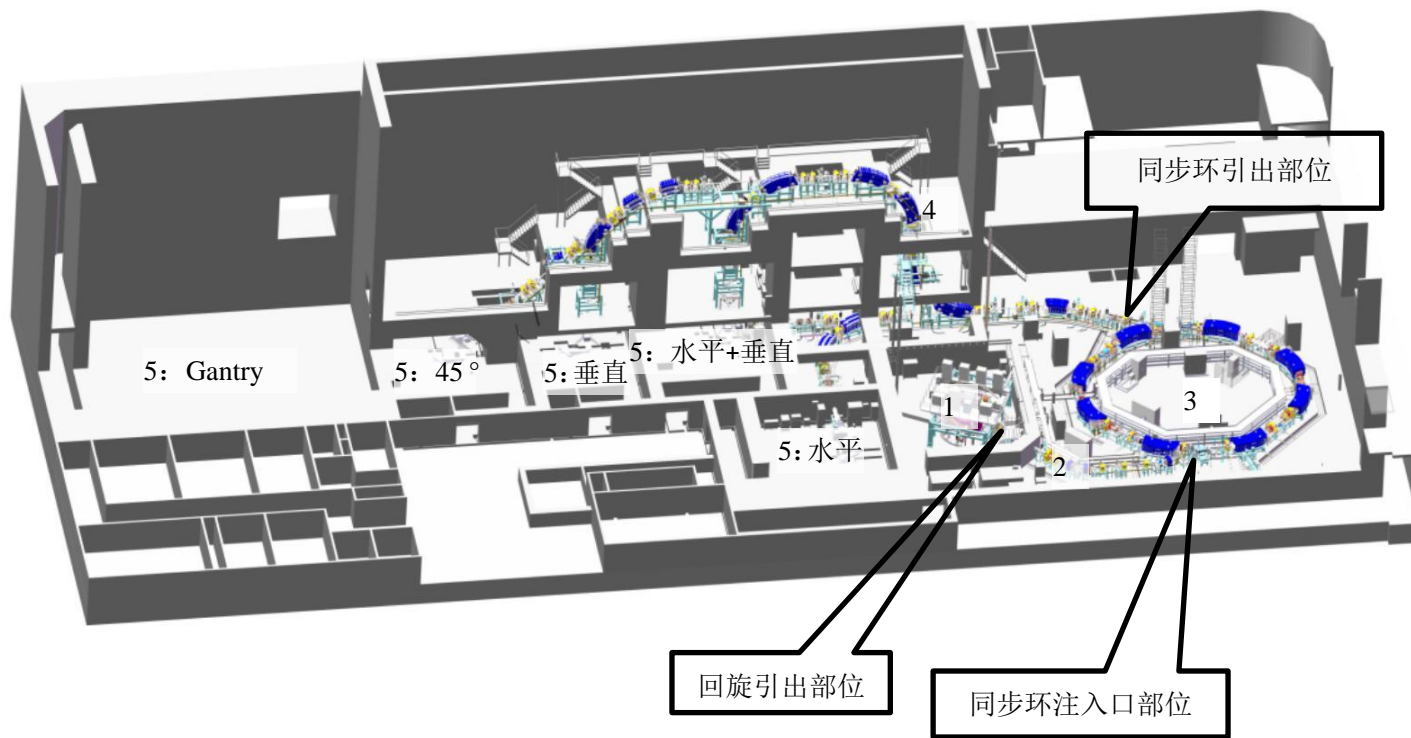 同步环引出部位
4
5：水平+垂直
5：Gantry
5：45°
5：垂直
1
3
5：水平
2
回旋引出部位
同步环注入口部位